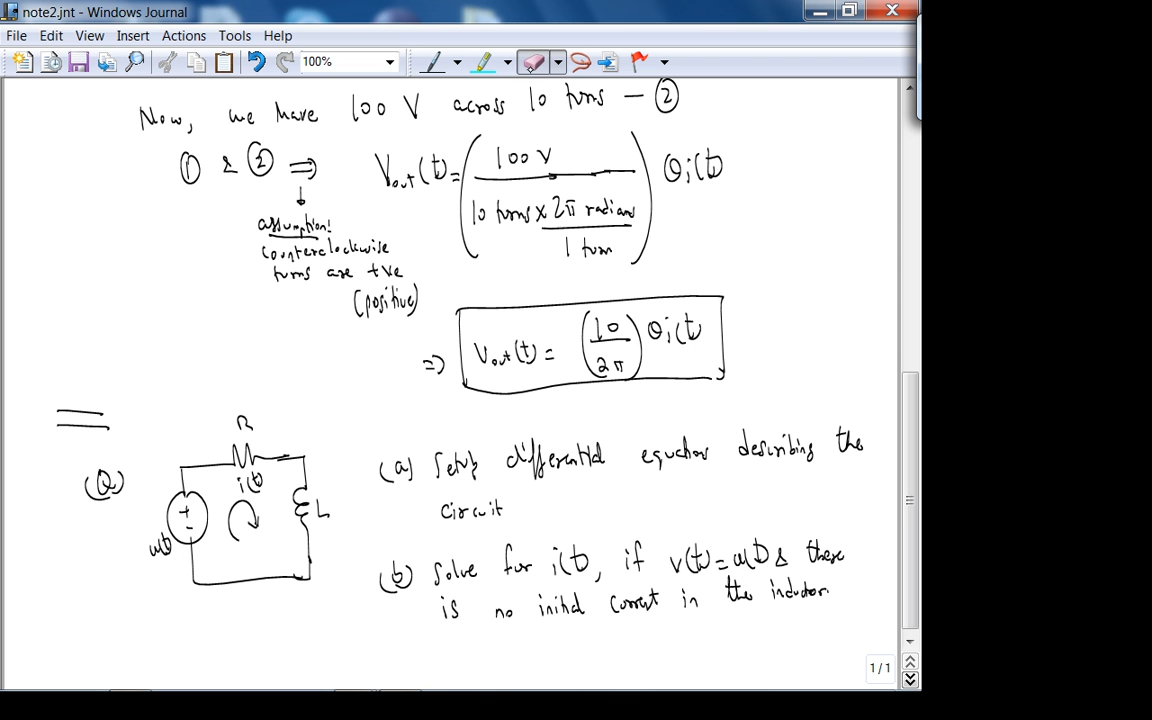 note2.jnt - Windows Journal
File Edit View Insert Actions Tools Help
100%
Now, we have 100 V across 10 turns — ②
① & ② ⇒ Vout(t) = (100 V / (10 turns × 2π radians / 1 turn)) θi(t)
assumption:
counterclockwise
turns are +ve
(positive)
⇒ Vout(t) = (10/2π) θi(t)
(Q)
R
i(t)
+
-
L
u(t)
(a) Setup differential equation describing the
circuit
(b) Solve for i(t), if v(t) = u(t) & there
is no initial current in the inductor.
1 / 1